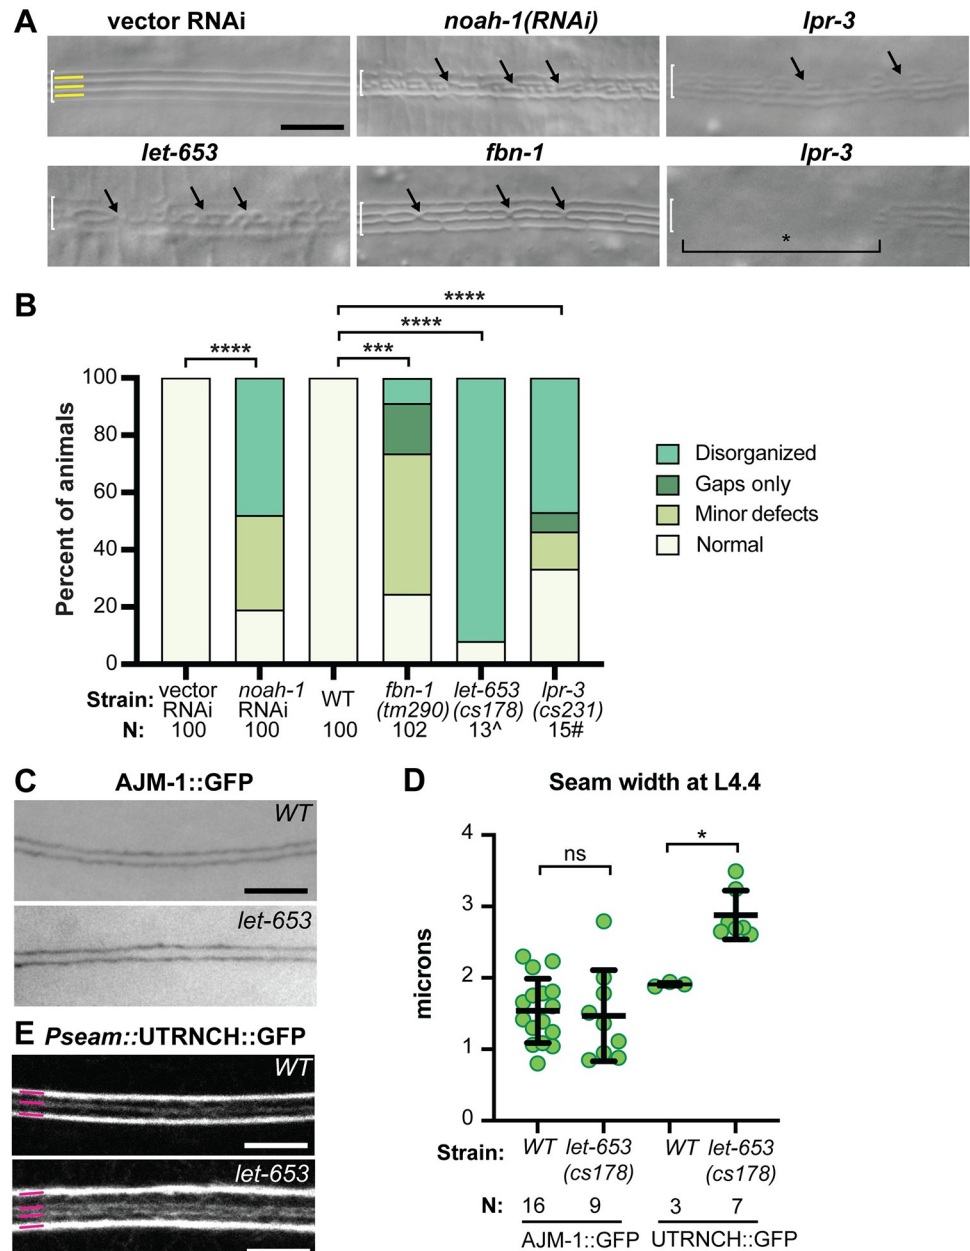 A
vector RNAi
noah-1(RNAi)
lpr-3
let-653
fbn-1
lpr-3
*
B
****
****
****
***
100
80
60
40
20
0
Percent of animals
Disorganized
Gaps only
Minor defects
Normal
Strain:
vector RNAi
noah-1 RNAi
WT
fbn-1 (tm290)
let-653 (cs178)
lpr-3 (cs231)
N:
100
100
100
102
13^
15#
C
AJM-1::GFP
WT
let-653
D
Seam width at L4.4
ns
*
4
3
2
1
0
microns
Strain:
WT
let-653 (cs178)
WT
let-653 (cs178)
N:
16
9
3
7
AJM-1::GFP
UTRNCH::GFP
E
Pseam::UTRNCH::GFP
WT
let-653